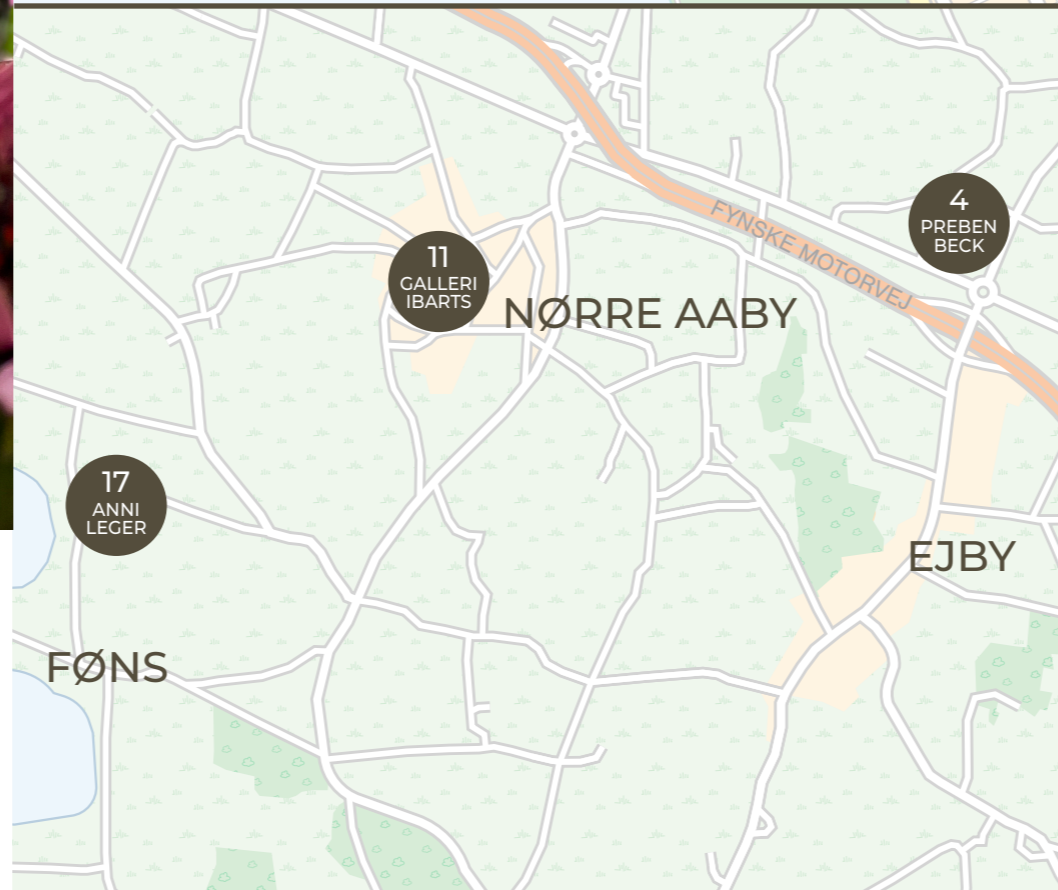 4
PREBEN
BECK
FYNSKE MOTORVEJ
11
GALLERI
IBARTS
NØRRE AABY
17
ANNI
LEGER
EJBY
FØNS